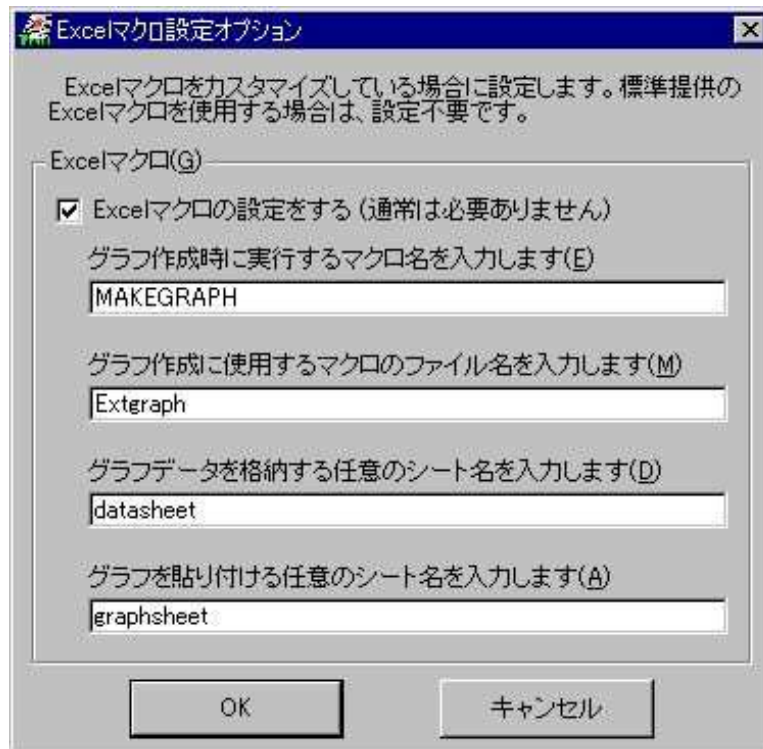 Excelマクロ設定オプション
Excelマクロをカスタマイズしている場合に設定します。標準提供の
Excelマクロを使用する場合は、設定不要です。
Excelマクロ(G)
Excelマクロの設定をする(通常は必要ありません)
グラフ作成時に実行するマクロ名を入力します(E)
MAKEGRAPH
グラフ作成に使用するマクロのファイル名を入力します(M)
Extgraph
グラフデータを格納する任意のシート名を入力します(D)
datasheet
グラフを貼り付ける任意のシート名を入力します(A)
graphsheet
OK
キャンセル